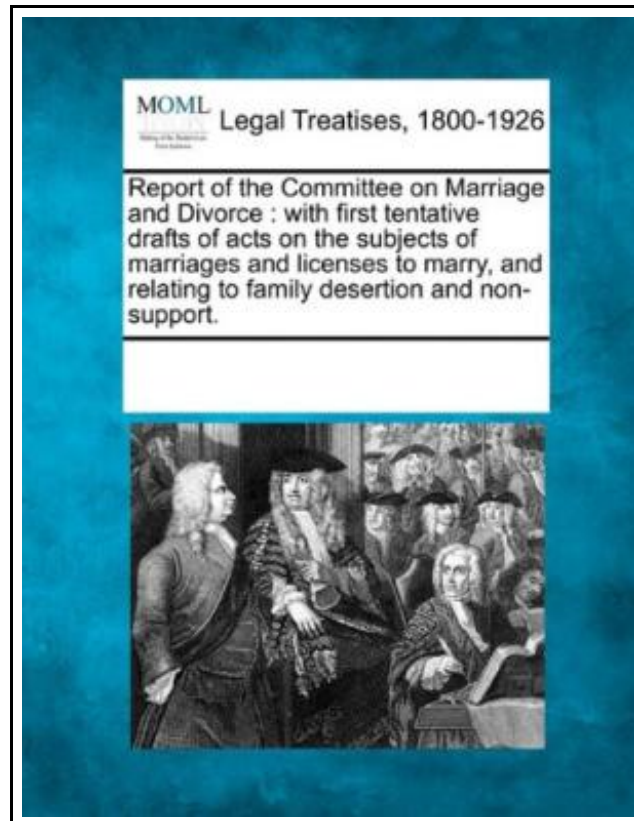 MOML
Legal Treatises, 1800-1926
Report of the Committee on Marriage
and Divorce : with first tentative
drafts of acts on the subjects of
marriages and licenses to marry, and
relating to family desertion and non-
support.